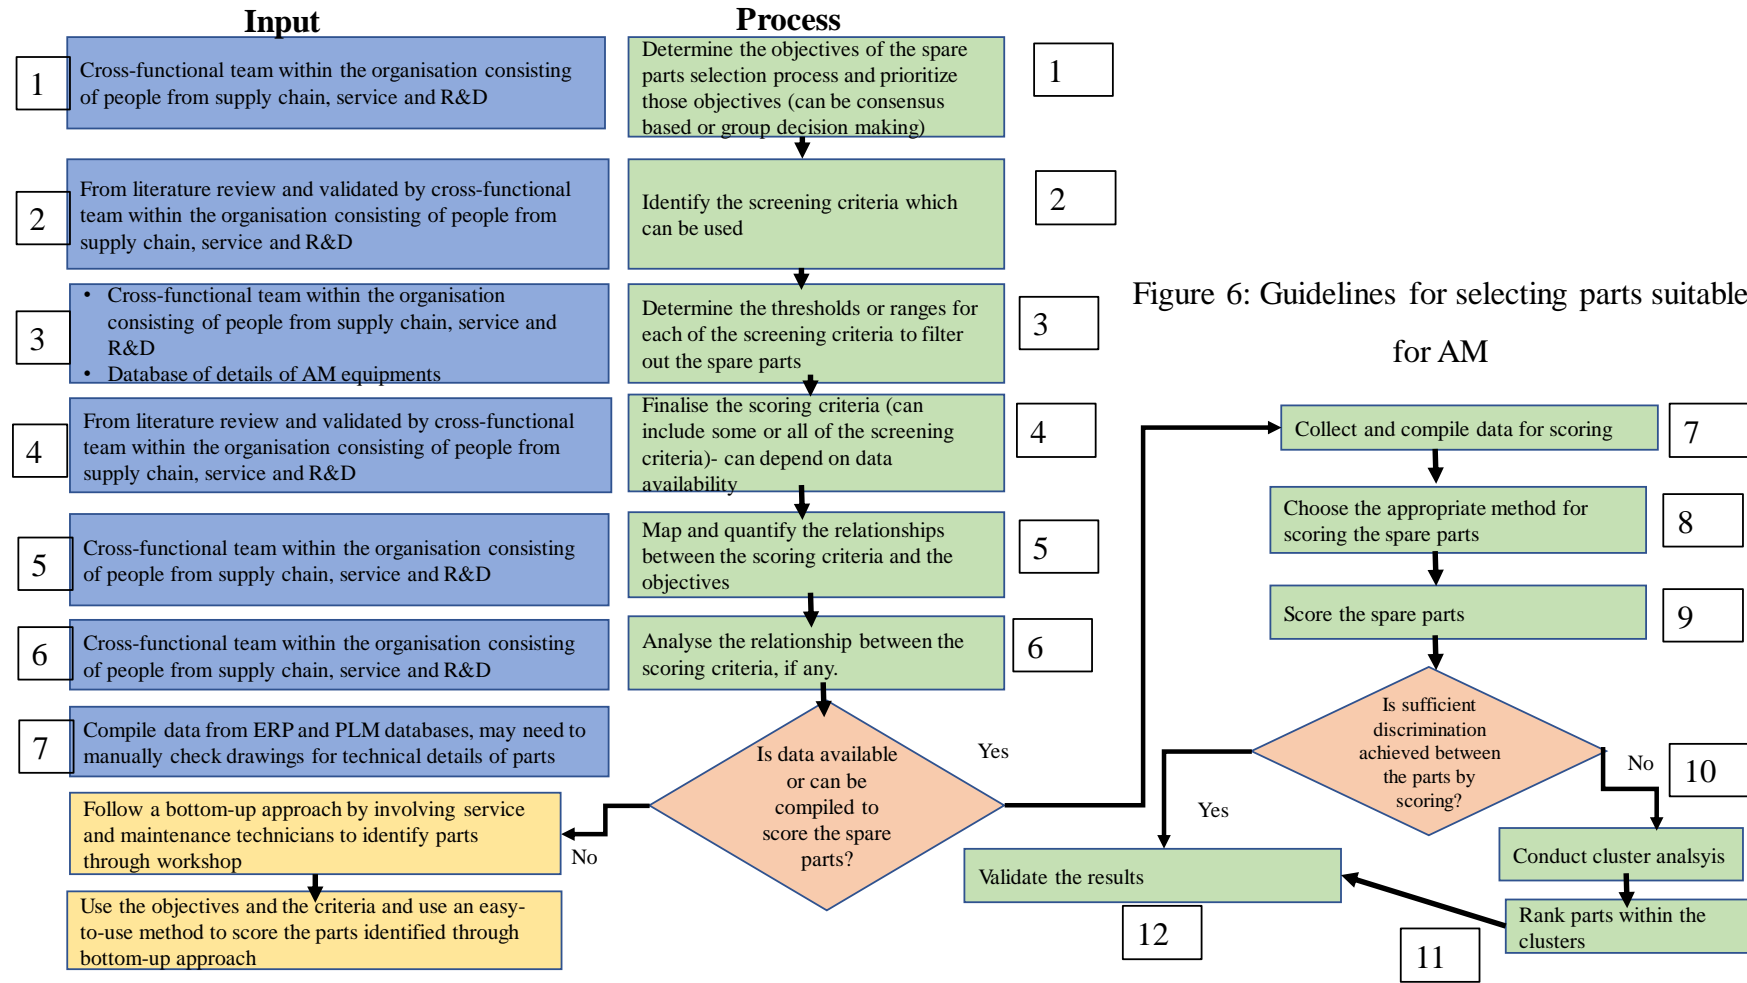 Input
Process
1
Cross-functional team within the organisation consisting
of people from supply chain, service and R&D
Determine the objectives of the spare
parts selection process and prioritize
those objectives (can be consensus
based or group decision making)
1
2
From literature review and validated by cross-functional
team within the organisation consisting of people from
supply chain, service and R&D
Identify the screening criteria which
can be used
2
3
• Cross-functional team within the organisation
consisting of people from supply chain, service and
R&D
• Database of details of AM equipments
Determine the thresholds or ranges for
each of the screening criteria to filter
out the spare parts
3
Figure 6: Guidelines for selecting parts suitable
for AM
4
From literature review and validated by cross-functional
team within the organisation consisting of people from
supply chain, service and R&D
Finalise the scoring criteria (can
include some or all of the screening
criteria)- can depend on data
availability
4
5
Cross-functional team within the organisation consisting
of people from supply chain, service and R&D
Map and quantify the relationships
between the scoring criteria and the
objectives
5
6
Cross-functional team within the organisation consisting
of people from supply chain, service and R&D
Analyse the relationship between the
scoring criteria, if any.
6
7
Compile data from ERP and PLM databases, may need to
manually check drawings for technical details of parts
Is data available
or can be
compiled to
score the spare
parts?
Yes
No
Follow a bottom-up approach by involving service
and maintenance technicians to identify parts
through workshop
Use the objectives and the criteria and use an easy-
to-use method to score the parts identified through
bottom-up approach
Collect and compile data for scoring
7
Choose the appropriate method for
scoring the spare parts
8
Score the spare parts
9
Is sufficient
discrimination
achieved between
the parts by
scoring?
Yes
No
10
Conduct cluster analsyis
Rank parts within the
clusters
11
Validate the results
12